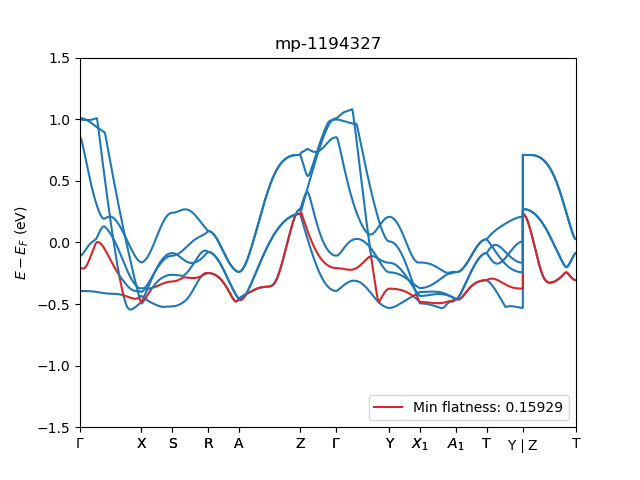 mp-1194327
E − E_F (eV)
1.5
1.0
0.5
0.0
−0.5
−1.0
−1.5
Min flatness: 0.15929
Γ X S R A Z Γ Y X₁ A₁ T Y | Z T